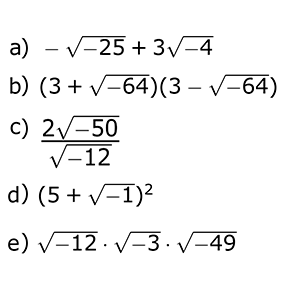 a) − √−25 + 3√−4
b) (3 + √−64)(3 − √−64)
c) 2√−50 / √−12
d) (5 + √−1)²
e) √−12 · √−3 · √−49